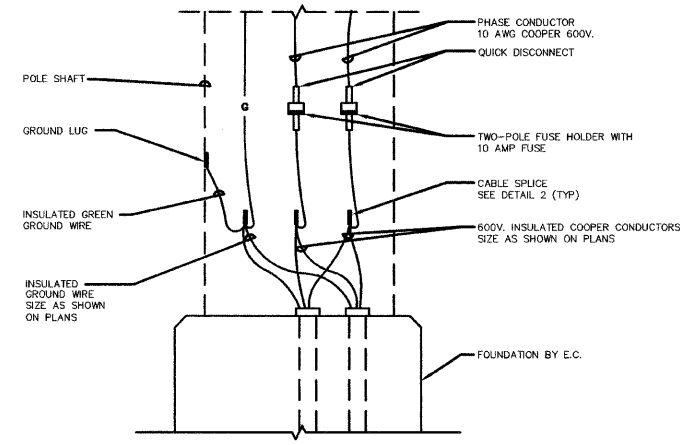 PHASE CONDUCTOR
10 AWG COOPER 600V.
QUICK DISCONNECT
POLE SHAFT
G
GROUND LUG
TWO-POLE FUSE HOLDER WITH
10 AMP FUSE
CABLE SPLICE
SEE DETAIL 2 (TYP)
INSULATED GREEN
GROUND WIRE
600V. INSULATED COOPER CONDUCTORS
SIZE AS SHOWN ON PLANS
INSULATED
GROUND WIRE
SIZE AS SHOWN
ON PLANS
FOUNDATION BY E.C.